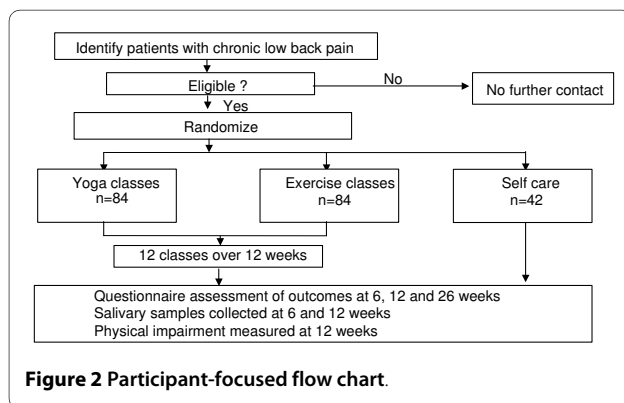 Identify patients with chronic low back pain
Eligible ?
No
No further contact
Yes
Randomize
Yoga classes
n=84
Exercise classes
n=84
Self care
n=42
12 classes over 12 weeks
Questionnaire assessment of outcomes at 6, 12 and 26 weeks
Salivary samples collected at 6 and 12 weeks
Physical impairment measured at 12 weeks
Figure 2 Participant-focused flow chart.